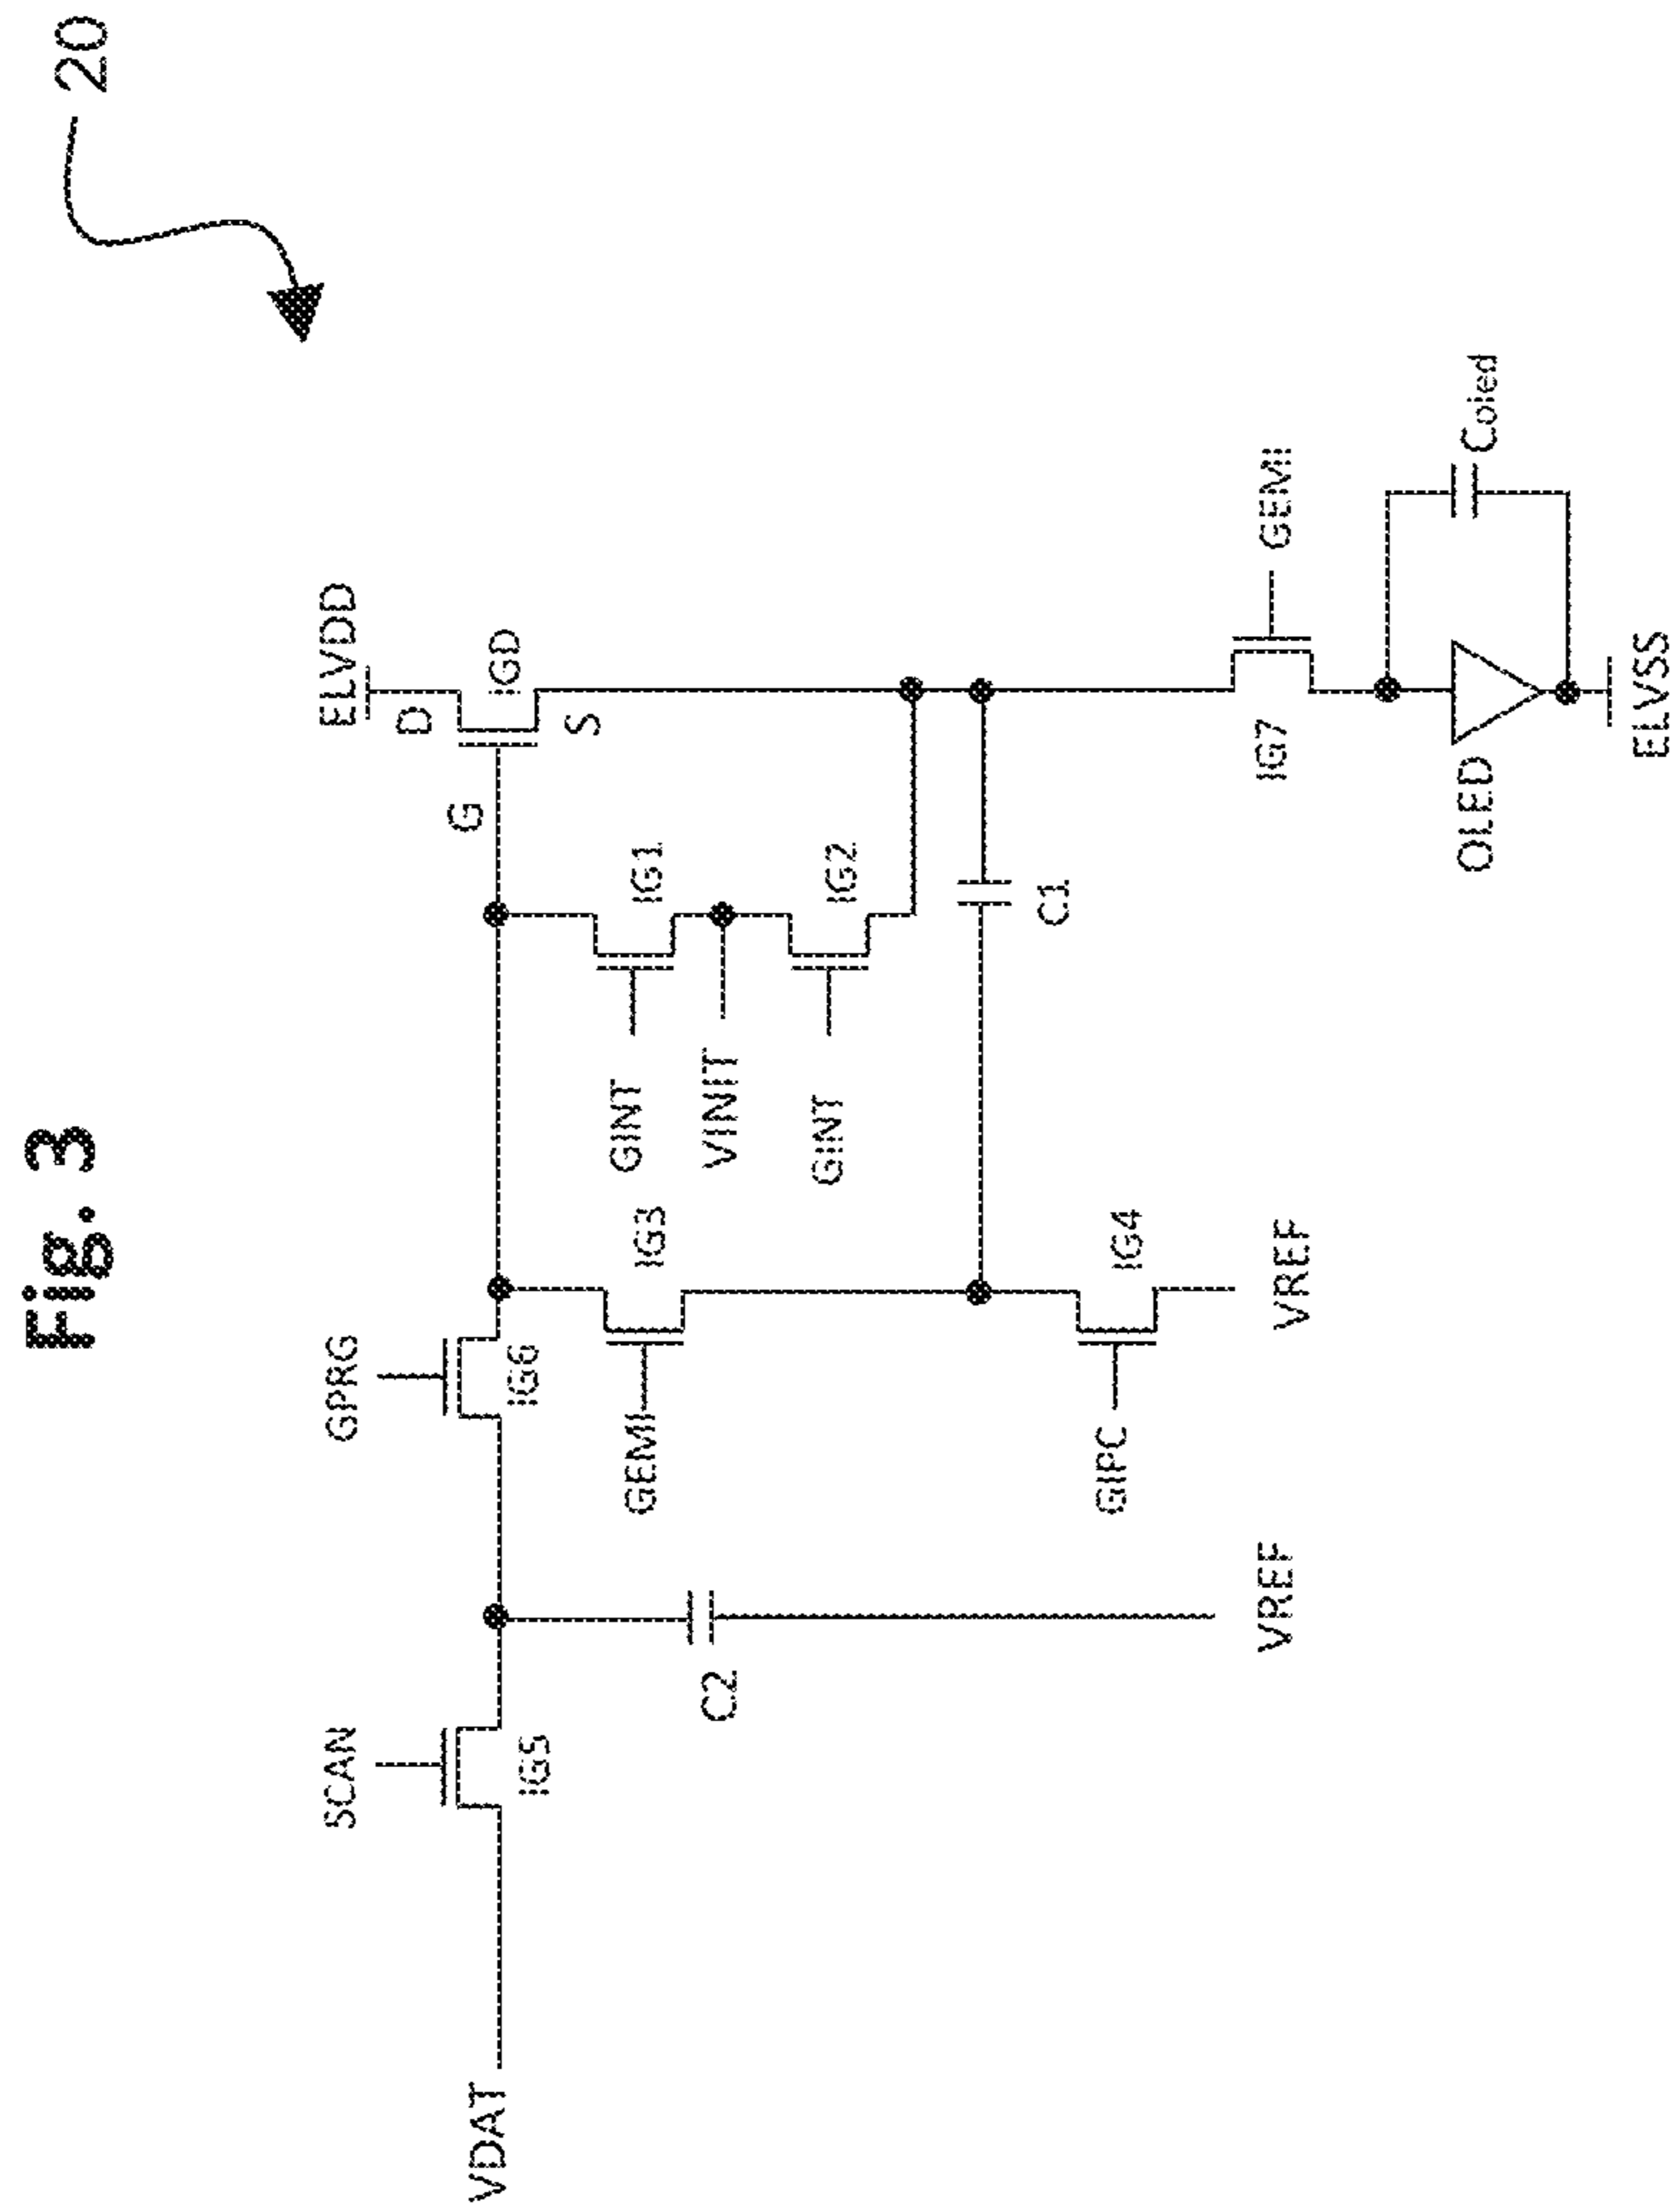 Fig. 3
20
ELVDD
D
IGD
G
S
GPRG
SCAN
IG6
IG5
VDAT
IG1
GINT
VINIT
IG2
GINT
IG3
GEMI
C2
C1
IG4
GIPC
VREF
VREF
GEMI
IG7
Coled
OLED
ELVSS